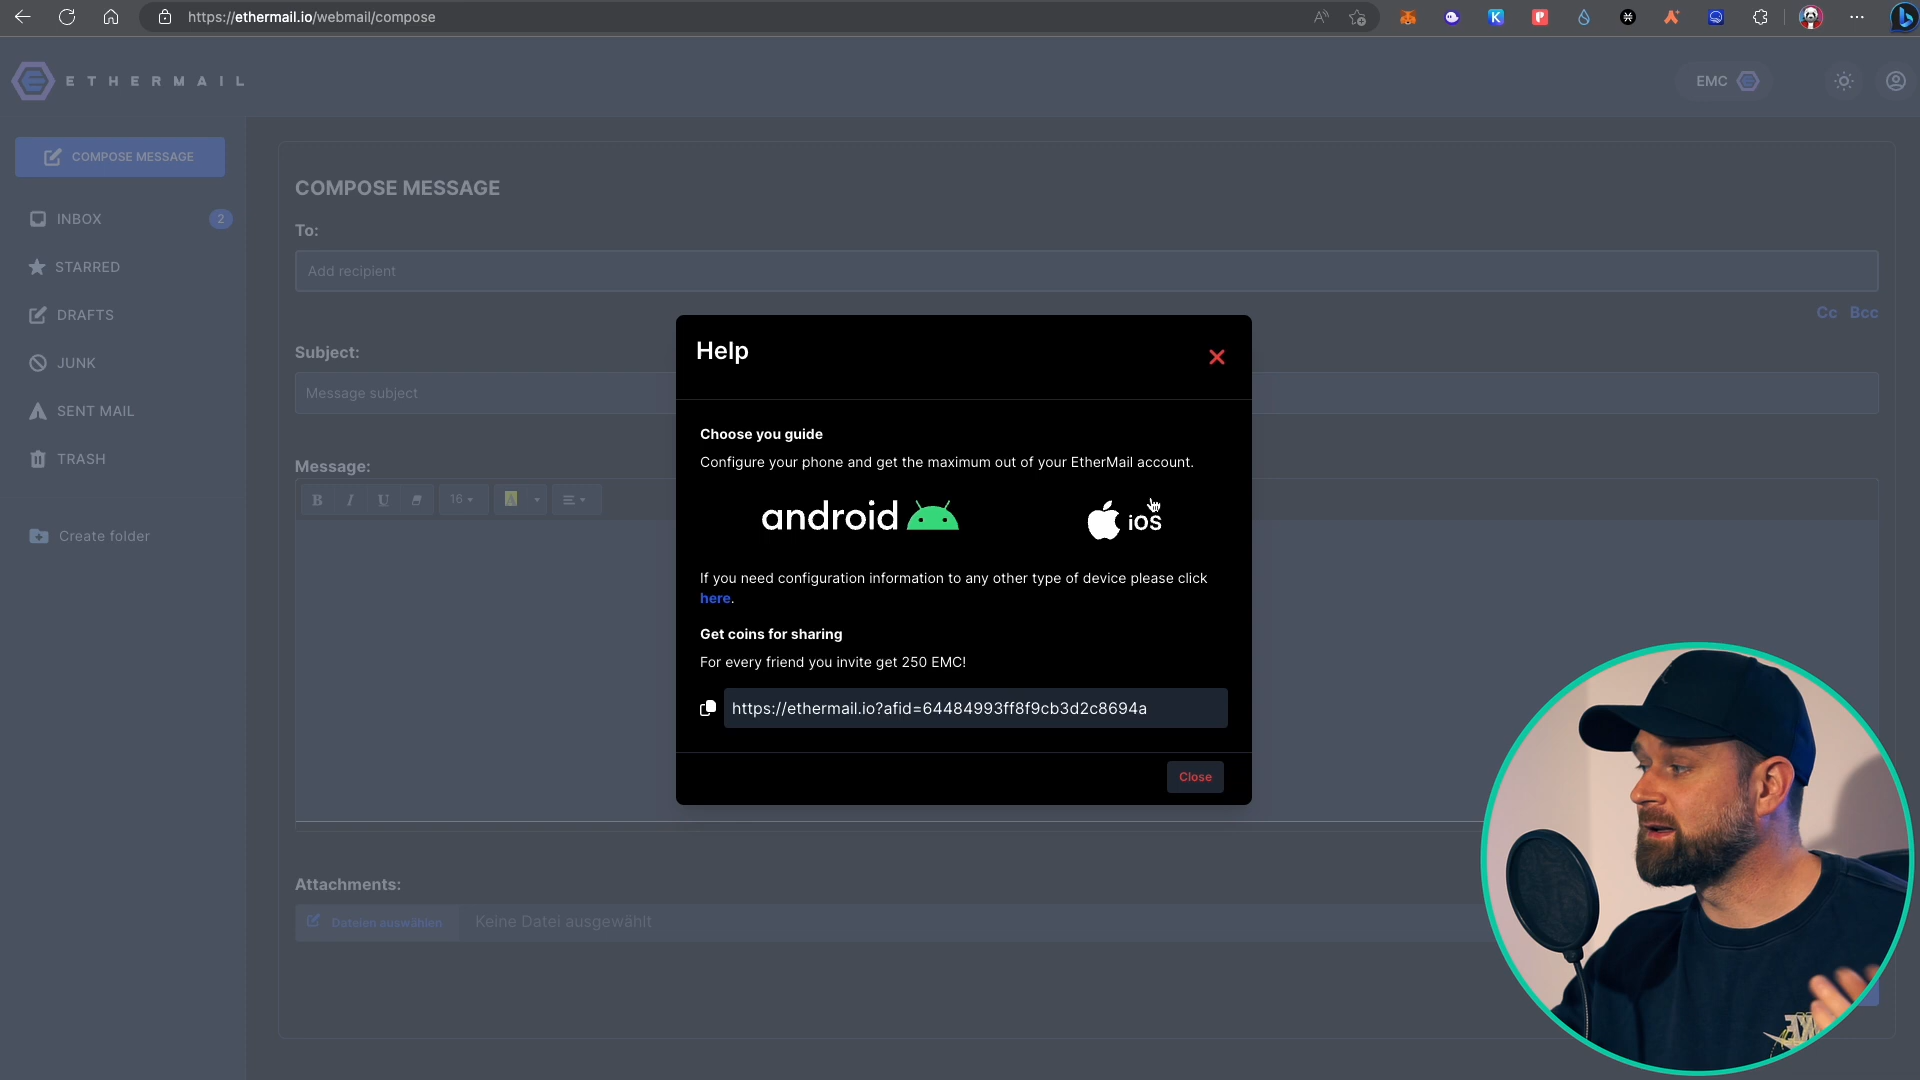 https://ethermail.io/webmail/compose
ETHERMAIL
EMC
COMPOSE MESSAGE
INBOX
2
STARRED
DRAFTS
JUNK
SENT MAIL
TRASH
Create folder
COMPOSE MESSAGE
To:
Add recipient
Cc Bcc
Subject:
Message subject
Message:
B I U 16 A
Help
Choose you guide
Configure your phone and get the maximum out of your EtherMail account.
android
iOS
If you need configuration information to any other type of device please click
here.
Get coins for sharing
For every friend you invite get 250 EMC!
https://ethermail.io?afid=64484993ff8f9cb3d2c8694a
Close
Attachments:
Dateien auswählen Keine Datei ausgewählt